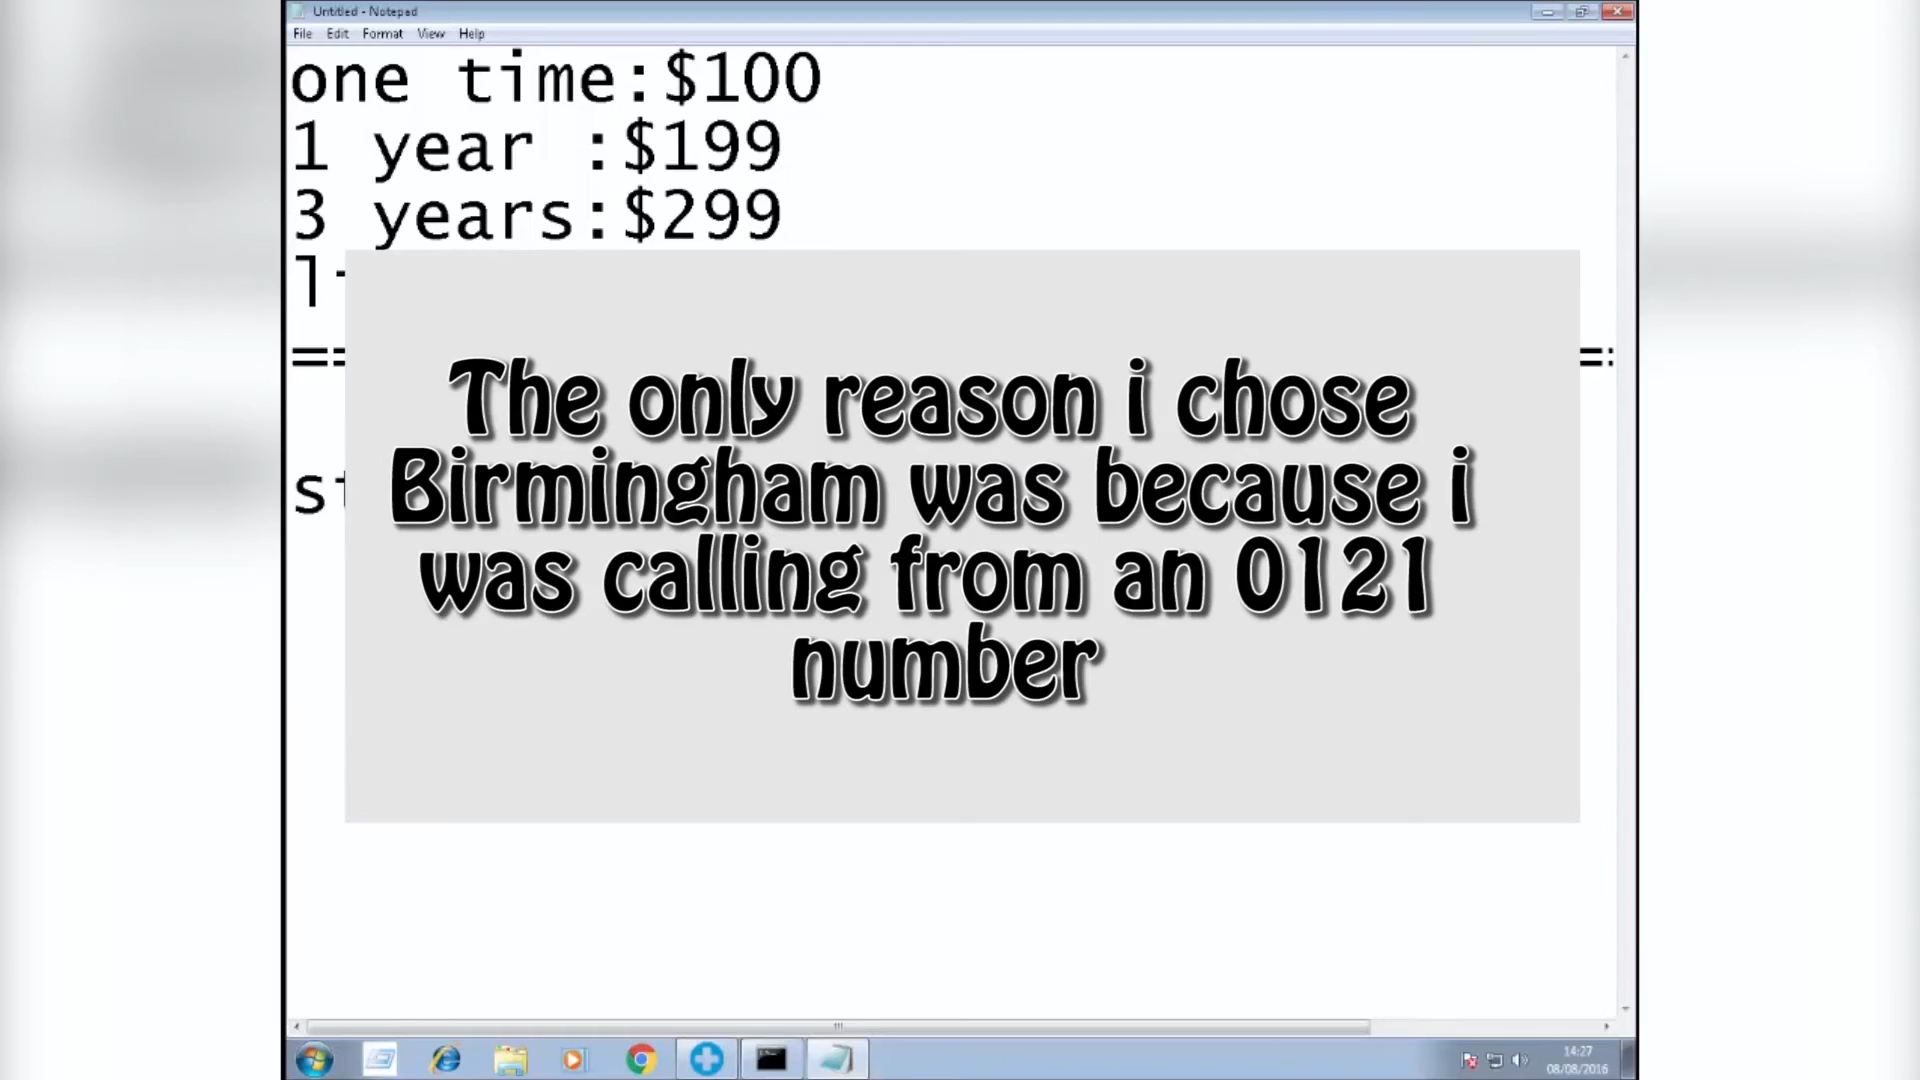 Untitled - Notepad
File Edit Format View Help
one time:$100
1 year :$199
3 years:$299
The only reason i chose
Birmingham was because i
was calling from an 0121
number
14:27
08/08/2016